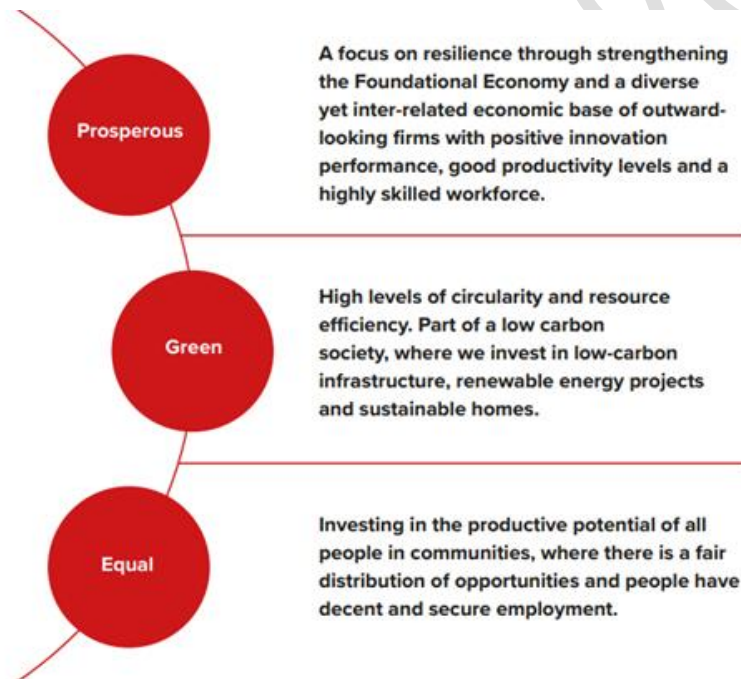 Prosperous
A focus on resilience through strengthening
the Foundational Economy and a diverse
yet inter-related economic base of outward-
looking firms with positive innovation
performance, good productivity levels and a
highly skilled workforce.
Green
High levels of circularity and resource
efficiency. Part of a low carbon
society, where we invest in low-carbon
infrastructure, renewable energy projects
and sustainable homes.
Equal
Investing in the productive potential of all
people in communities, where there is a fair
distribution of opportunities and people have
decent and secure employment.